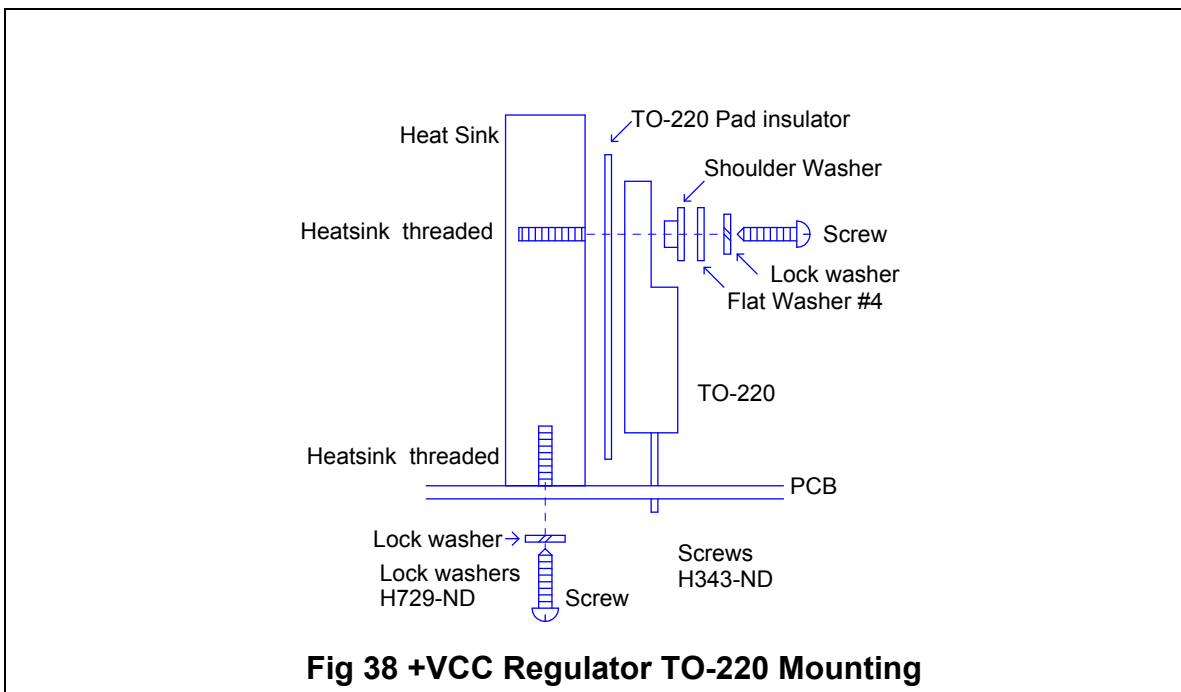 Heat Sink
TO-220 Pad insulator
Shoulder Washer
Heatsink threaded
Screw
Lock washer
Flat Washer #4
TO-220
Heatsink threaded
PCB
Lock washer
Lock washers
H729-ND
Screw
Screws
H343-ND
Fig 38 +VCC Regulator TO-220 Mounting